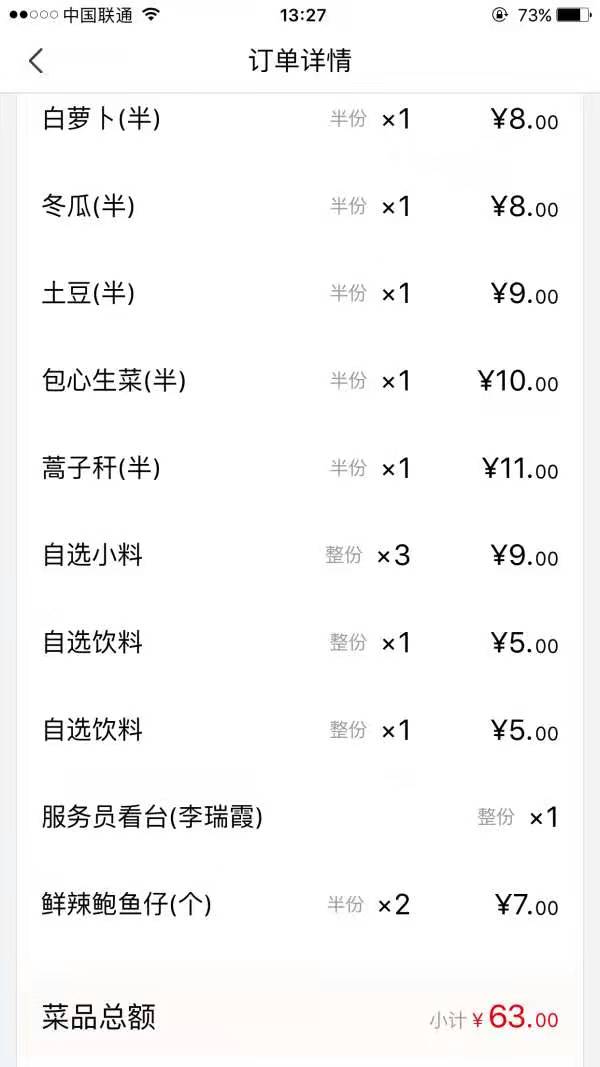 中国联通 13:27 73%
订单详情
白萝卜(半) 半份 ×1 ¥8.00
冬瓜(半) 半份 ×1 ¥8.00
土豆(半) 半份 ×1 ¥9.00
包心生菜(半) 半份 ×1 ¥10.00
蒿子秆(半) 半份 ×1 ¥11.00
自选小料 整份 ×3 ¥9.00
自选饮料 整份 ×1 ¥5.00
自选饮料 整份 ×1 ¥5.00
服务员看台(李瑞霞) 整份 ×1
鲜辣鲍鱼仔(个) 半份 ×2 ¥7.00
菜品总额 小计 ¥63.00